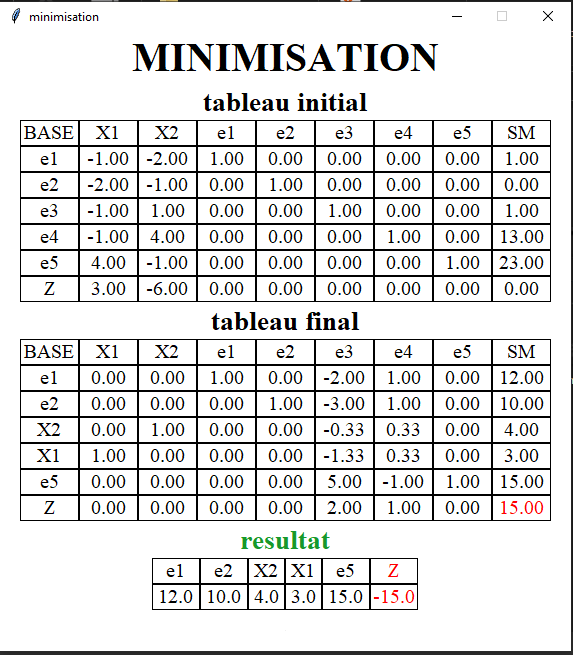 minimisation
MINIMISATION
tableau initial
BASE X1 X2 e1 e2 e3 e4 e5 SM
e1 -1.00 -2.00 1.00 0.00 0.00 0.00 0.00 1.00
e2 -2.00 -1.00 0.00 1.00 0.00 0.00 0.00 0.00
e3 -1.00 1.00 0.00 0.00 1.00 0.00 0.00 1.00
e4 -1.00 4.00 0.00 0.00 0.00 1.00 0.00 13.00
e5 4.00 -1.00 0.00 0.00 0.00 0.00 1.00 23.00
Z 3.00 -6.00 0.00 0.00 0.00 0.00 0.00 0.00
tableau final
BASE X1 X2 e1 e2 e3 e4 e5 SM
e1 0.00 0.00 1.00 0.00 -2.00 1.00 0.00 12.00
e2 0.00 0.00 0.00 1.00 -3.00 1.00 0.00 10.00
X2 0.00 1.00 0.00 0.00 -0.33 0.33 0.00 4.00
X1 1.00 0.00 0.00 0.00 -1.33 0.33 0.00 3.00
e5 0.00 0.00 0.00 0.00 5.00 -1.00 1.00 15.00
Z 0.00 0.00 0.00 0.00 2.00 1.00 0.00 15.00
resultat
e1 e2 X2 X1 e5 Z
12.0 10.0 4.0 3.0 15.0 -15.0